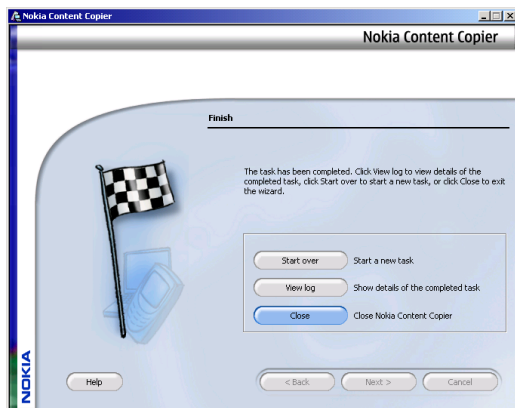 Nokia Content Copier
Nokia Content Copier
Finish
The task has been completed. Click View log to view details of the
completed task, click Start over to start a new task, or click Close to exit
the wizard.
Start over Start a new task
View log Show details of the completed task
Close Close Nokia Content Copier
NOKIA
Help < Back Next > Cancel